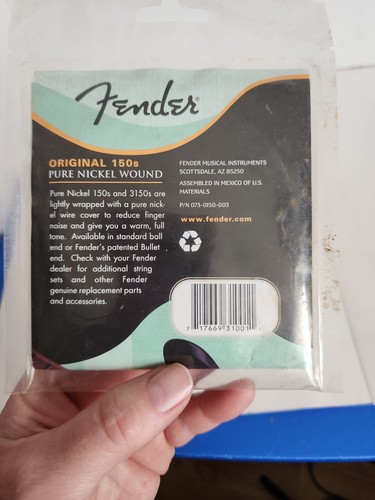 Fender®
ORIGINAL 150s
PURE NICKEL WOUND
Pure Nickel 150s and 3150s are
lightly wrapped with a pure nick-
el wire cover to reduce finger
noise and give you a warm, full
tone. Available in standard ball
end or Fender's patented Bullet
end. Check with your Fender
dealer for additional string
sets and other Fender
genuine replacement parts
and accessories.
FENDER MUSICAL INSTRUMENTS
SCOTTSDALE, AZ 85250
ASSEMBLED IN MEXICO OF U.S.
MATERIALS
P/N 073-0150-003
www.fender.com
7 17669 31001